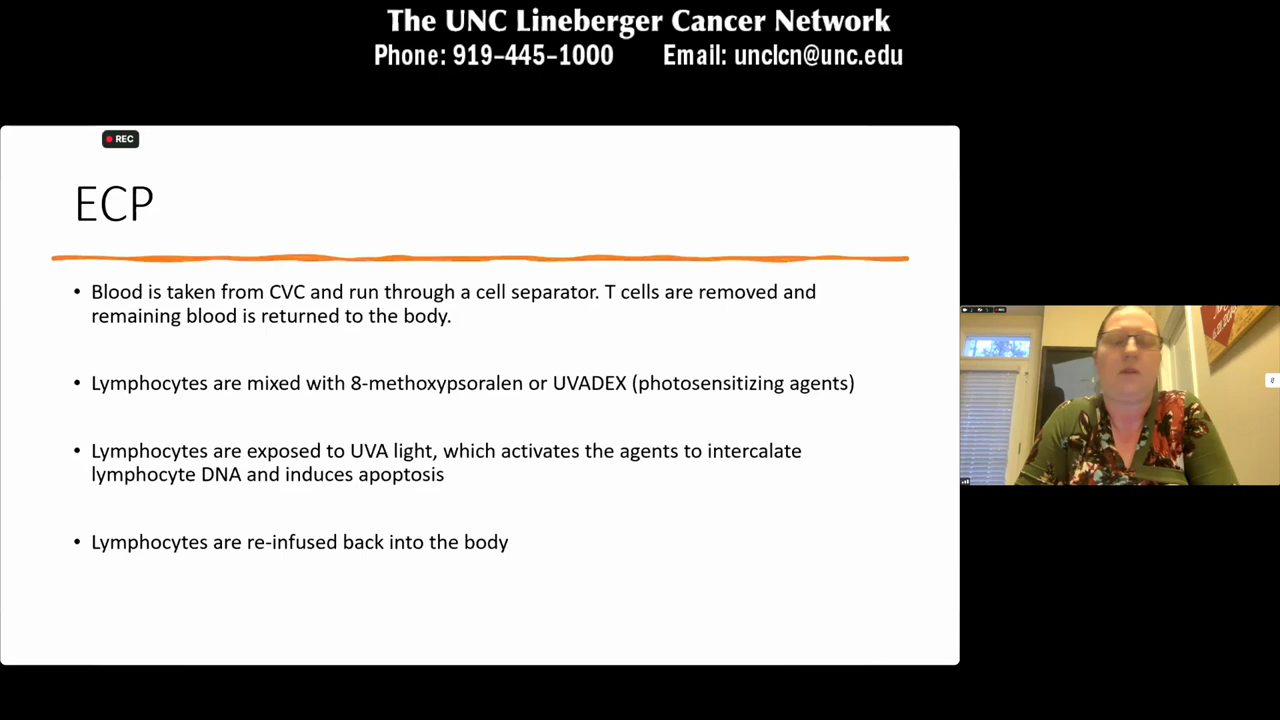 The UNC Lineberger Cancer Network
Phone: 919-445-1000 Email: unclcn@unc.edu
REC
ECP
• Blood is taken from CVC and run through a cell separator. T cells are removed and
remaining blood is returned to the body.
• Lymphocytes are mixed with 8-methoxypsoralen or UVADEX (photosensitizing agents)
• Lymphocytes are exposed to UVA light, which activates the agents to intercalate
lymphocyte DNA and induces apoptosis
• Lymphocytes are re-infused back into the body